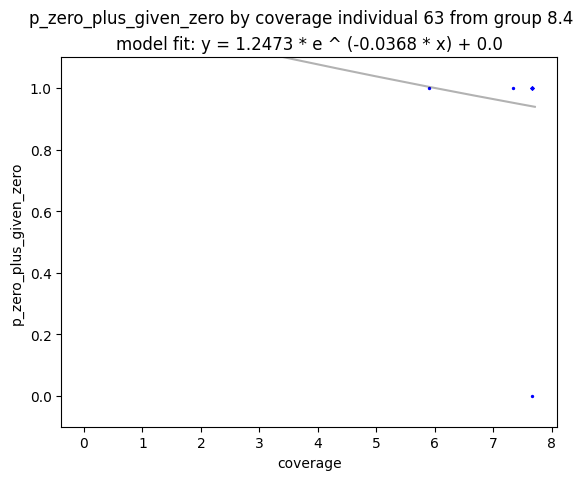 p_zero_plus_given_zero by coverage individual 63 from group 8.4
model fit: y = 1.2473 * e ^ (-0.0368 * x) + 0.0
p_zero_plus_given_zero
1.0
0.8
0.6
0.4
0.2
0.0
0 1 2 3 4 5 6 7 8
coverage